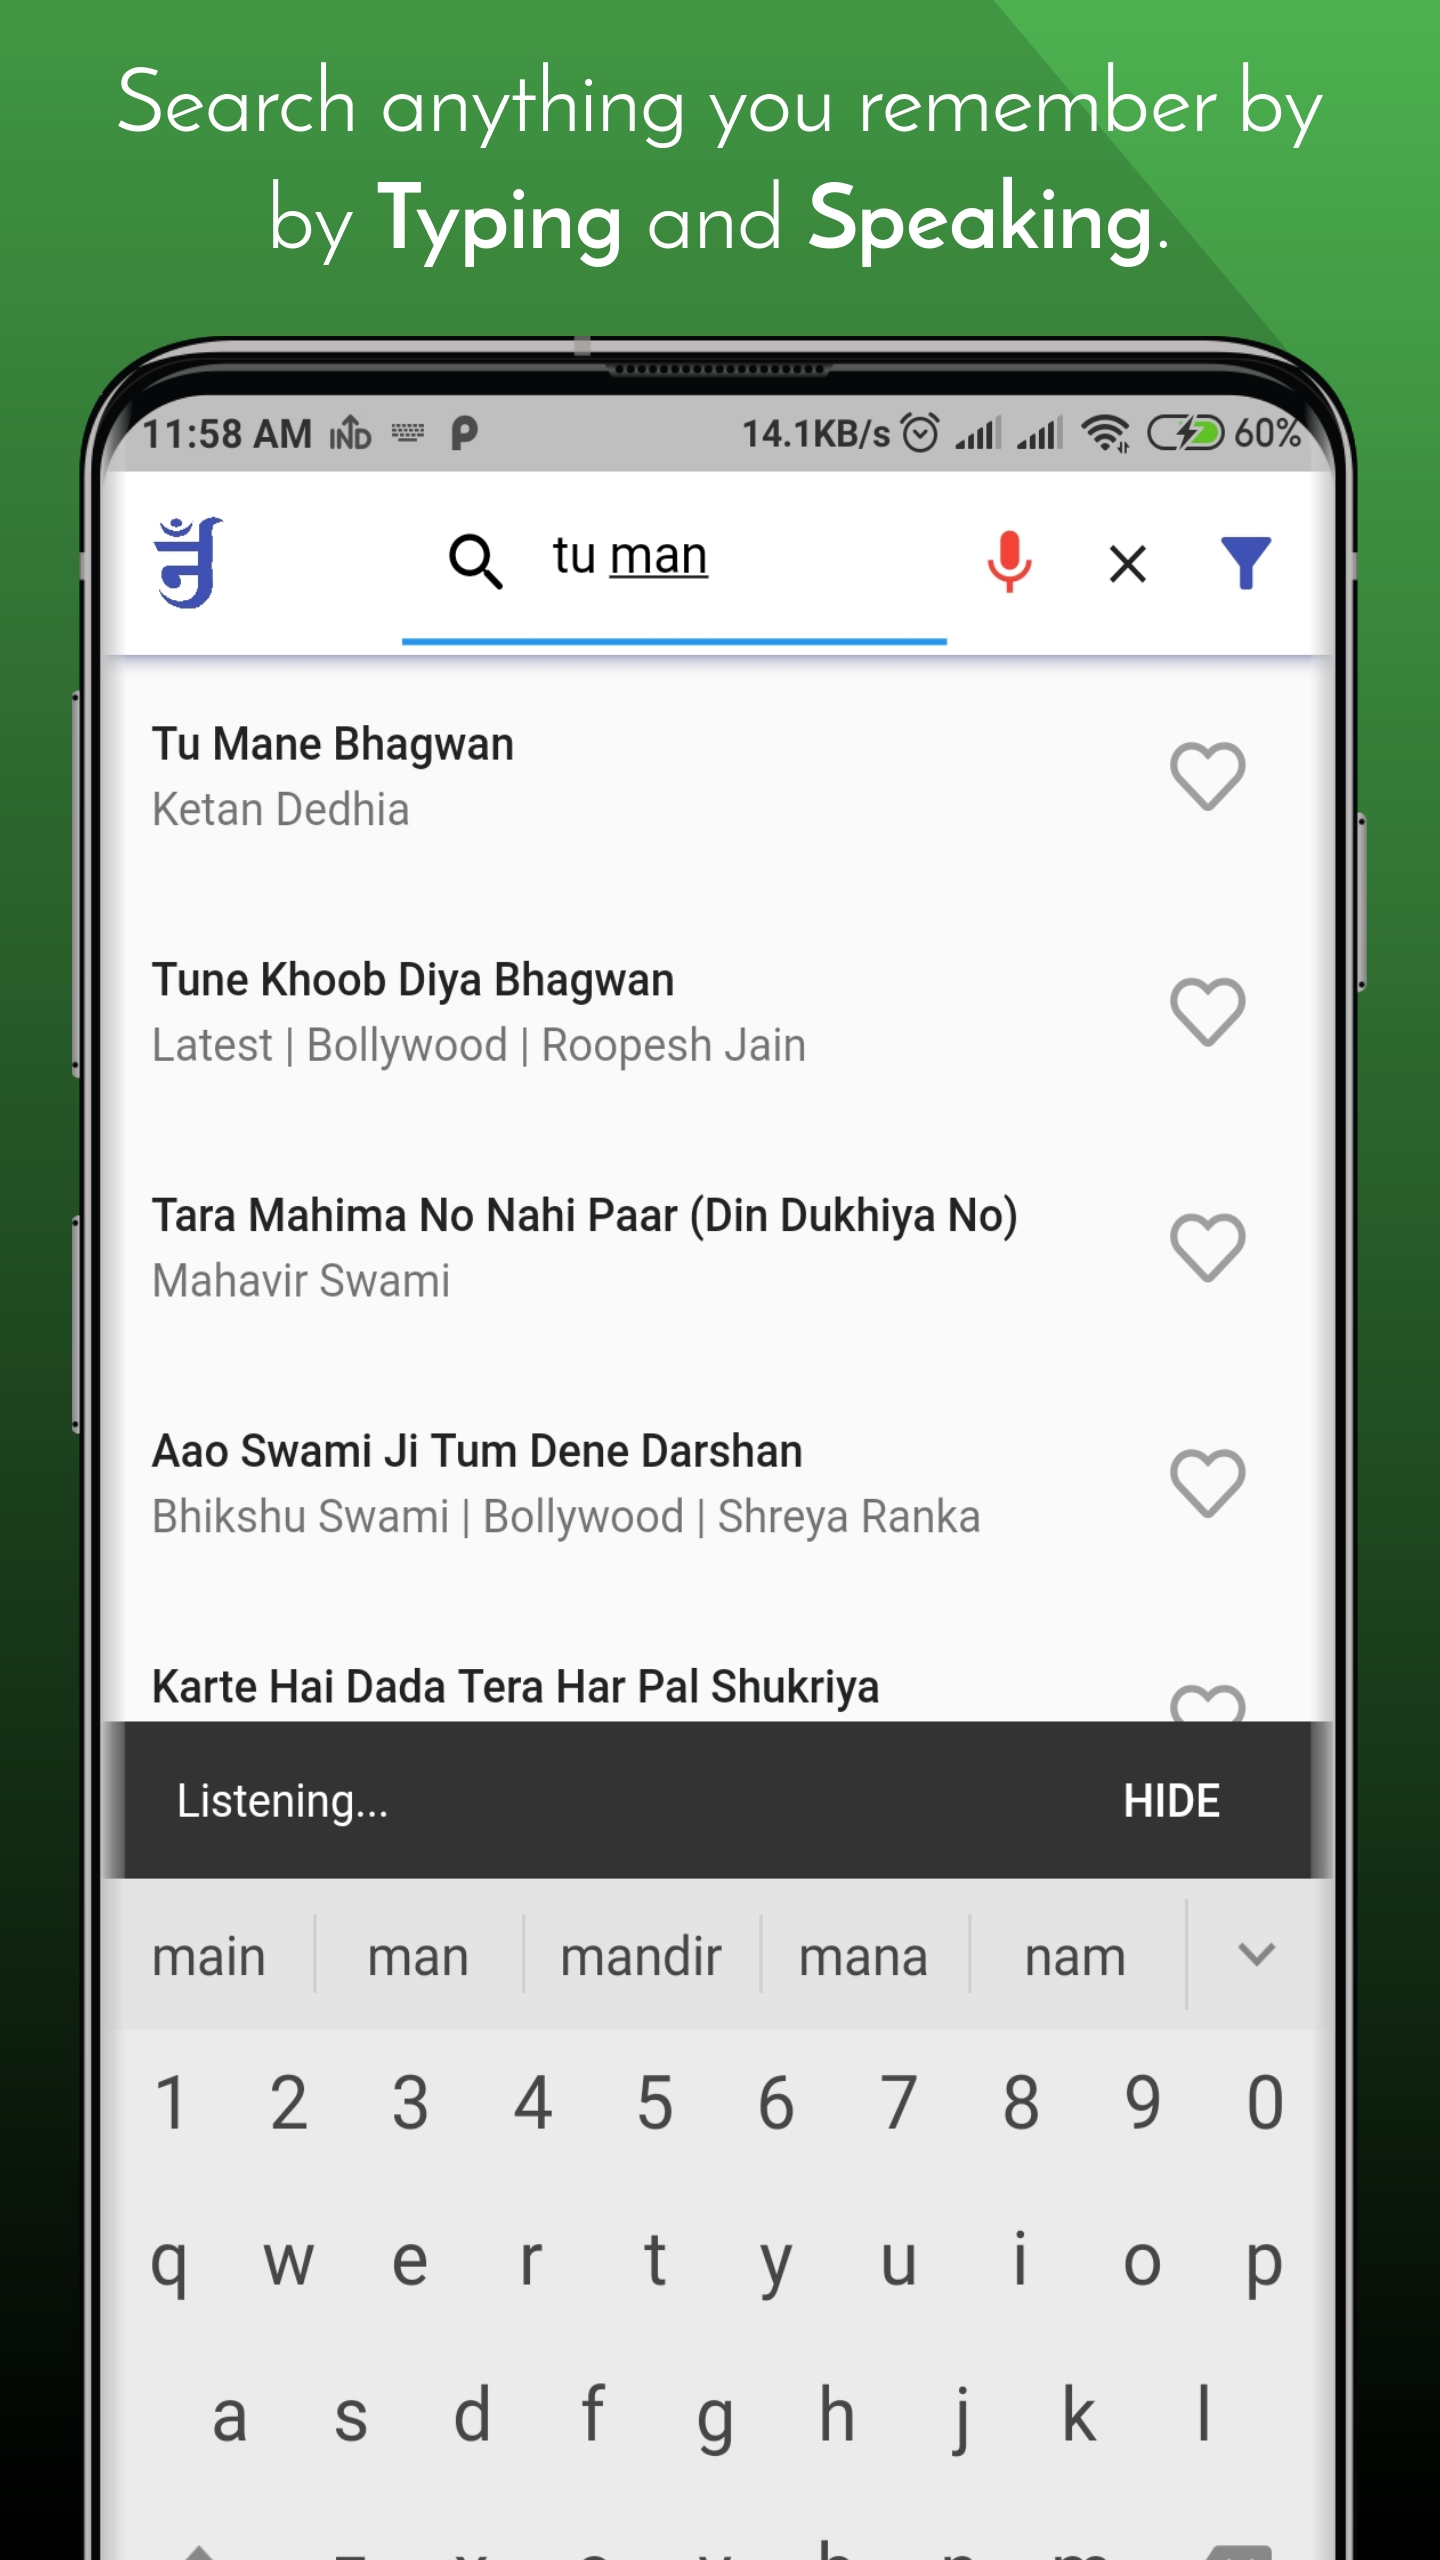 Search anything you remember by
by Typing and Speaking.
11:58 AM IND P 14.1KB/s 60%
tu man
Tu Mane Bhagwan
Ketan Dedhia
Tune Khoob Diya Bhagwan
Latest | Bollywood | Roopesh Jain
Tara Mahima No Nahi Paar (Din Dukhiya No)
Mahavir Swami
Aao Swami Ji Tum Dene Darshan
Bhikshu Swami | Bollywood | Shreya Ranka
Karte Hai Dada Tera Har Pal Shukriya
Listening... HIDE
main man mandir mana nam
1 2 3 4 5 6 7 8 9 0
q w e r t y u i o p
a s d f g h j k l